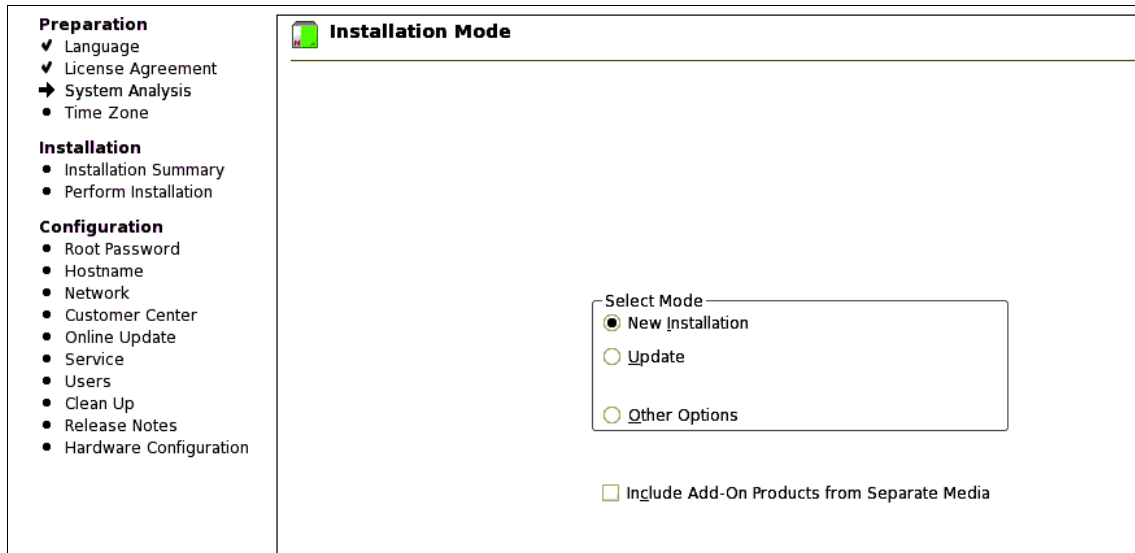 Preparation
Language
License Agreement
System Analysis
Time Zone
Installation
Installation Summary
Perform Installation
Configuration
Root Password
Hostname
Network
Customer Center
Online Update
Service
Users
Clean Up
Release Notes
Hardware Configuration
Installation Mode
Select Mode
New Installation
Update
Other Options
Include Add-On Products from Separate Media